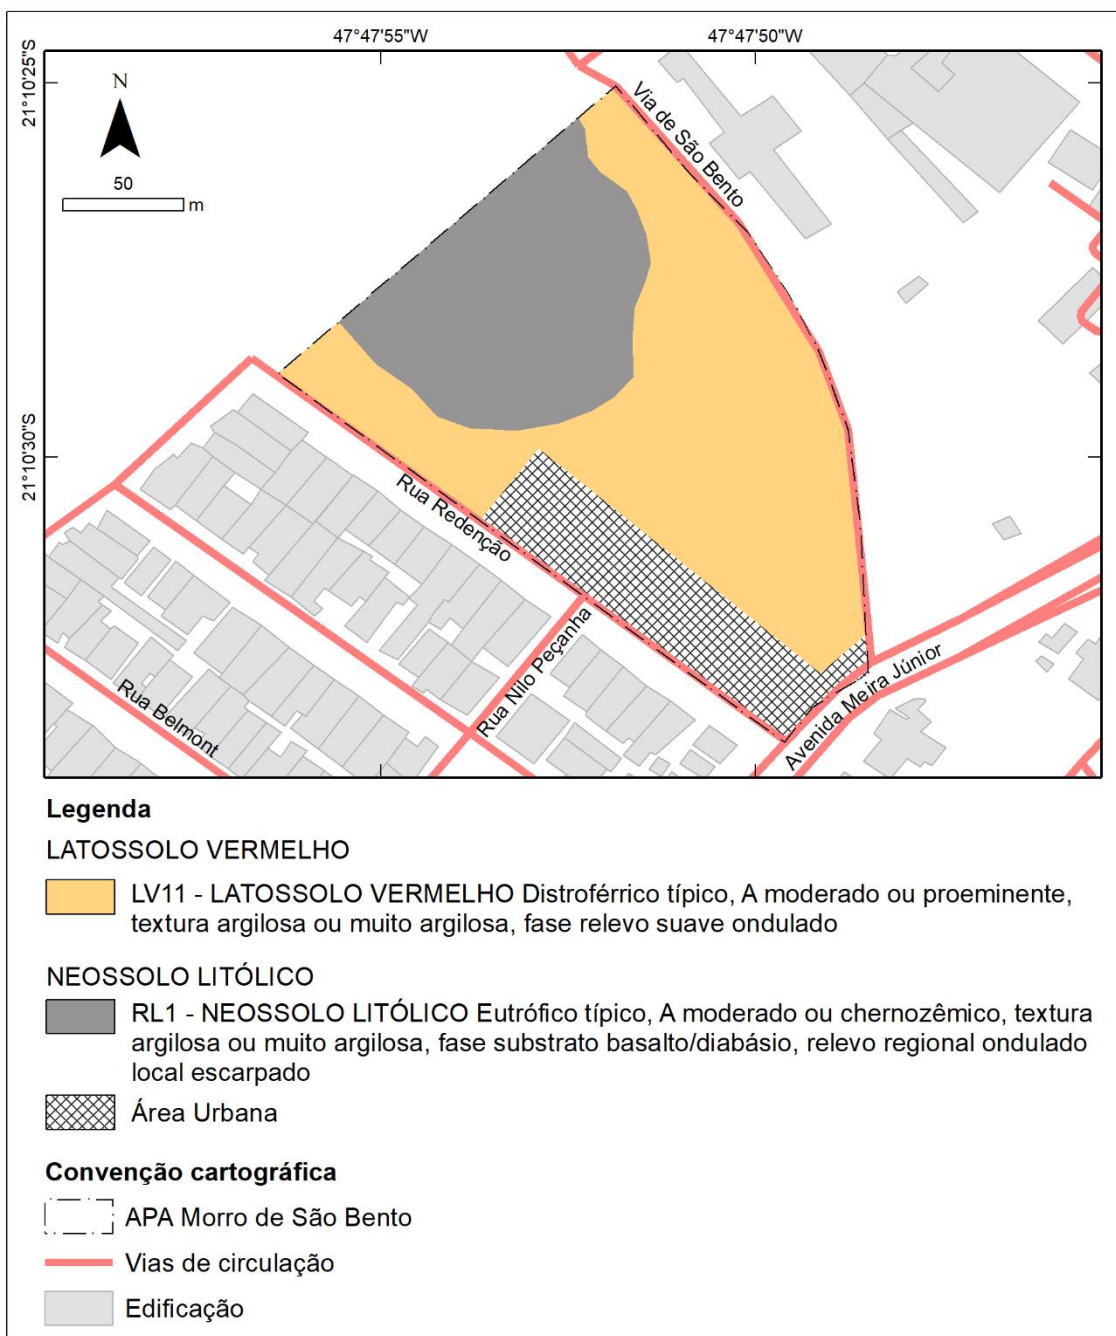 47°47'55"W
47°47'50"W
21°10'25"S
N
50
m
Via de São Bento
21°10'30"S
Rua Redenção
Rua Nilo Peçanha
Avenida Meira Júnior
Rua Belmont
Legenda
LATOSSOLO VERMELHO
LV11 - LATOSSOLO VERMELHO Distroférrico típico, A moderado ou proeminente,
textura argilosa ou muito argilosa, fase relevo suave ondulado
NEOSSOLO LITÓLICO
RL1 - NEOSSOLO LITÓLICO Eutrófico típico, A moderado ou chernozêmico, textura
argilosa ou muito argilosa, fase substrato basalto/diabásio, relevo regional ondulado
local escarpado
Área Urbana
Convenção cartográfica
APA Morro de São Bento
Vias de circulação
Edificação